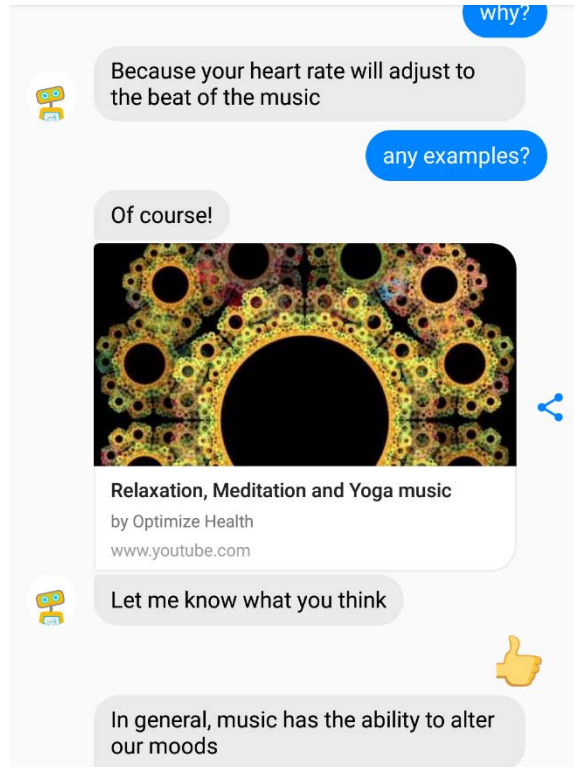 why?
Because your heart rate will adjust to
the beat of the music
any examples?
Of course!
Relaxation, Meditation and Yoga music
by Optimize Health
www.youtube.com
Let me know what you think
In general, music has the ability to alter
our moods